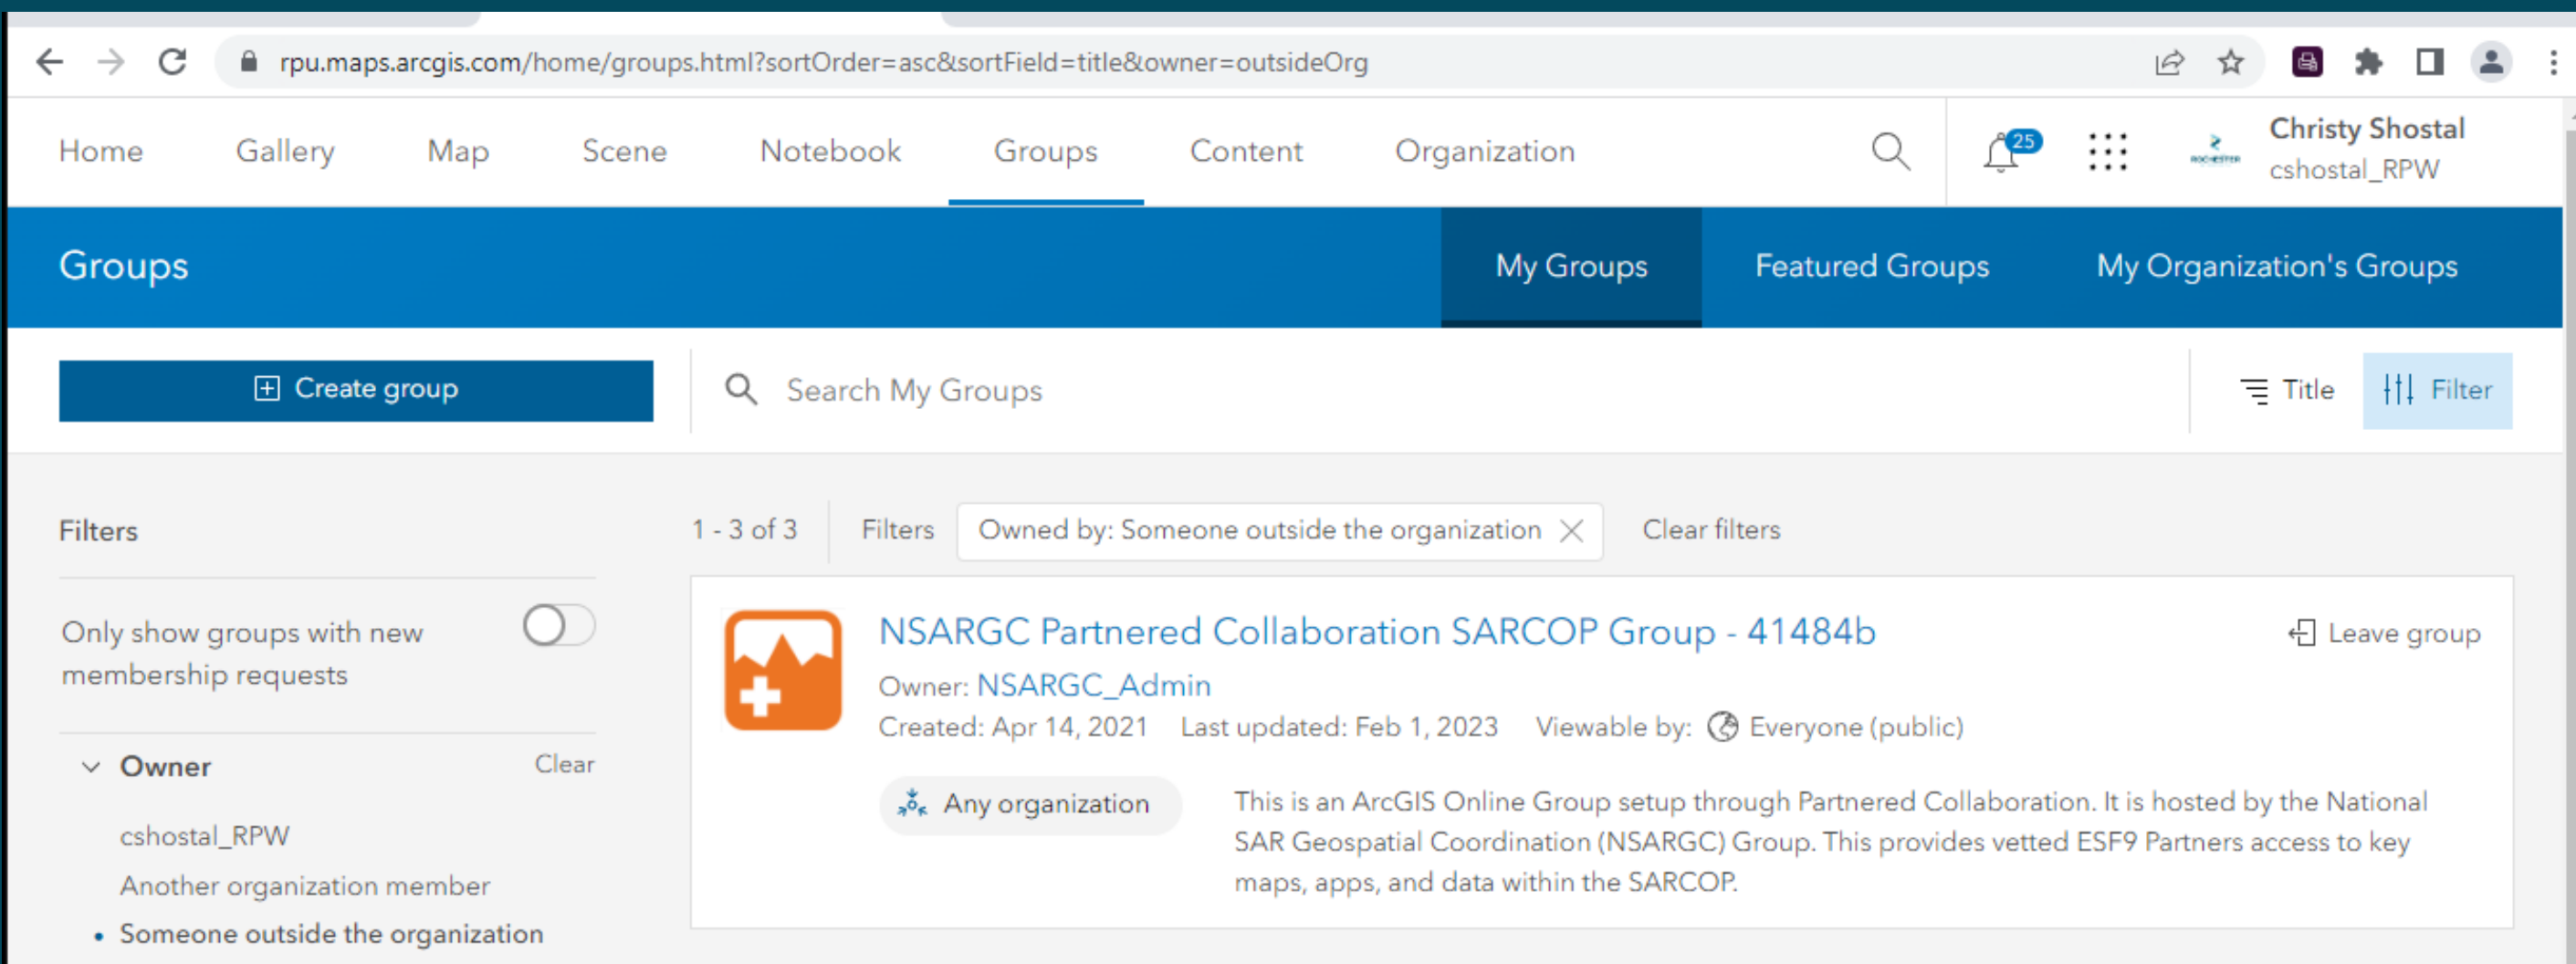 rpu.maps.arcgis.com/home/groups.html?sortOrder=asc&sortField=title&owner=outsideOrg
Home Gallery Map Scene Notebook Groups Content Organization
25
ROCHESTER
Christy Shostal
cshostal_RPW
Groups
My Groups Featured Groups My Organization's Groups
Create group
Search My Groups
Title Filter
Filters
Only show groups with new
membership requests
Owner Clear
cshostal_RPW
Another organization member
Someone outside the organization
1 - 3 of 3 Filters Owned by: Someone outside the organization Clear filters
NSARGC Partnered Collaboration SARCOP Group - 41484b
Leave group
Owner: NSARGC_Admin
Created: Apr 14, 2021 Last updated: Feb 1, 2023 Viewable by: Everyone (public)
Any organization
This is an ArcGIS Online Group setup through Partnered Collaboration. It is hosted by the National
SAR Geospatial Coordination (NSARGC) Group. This provides vetted ESF9 Partners access to key
maps, apps, and data within the SARCOP.